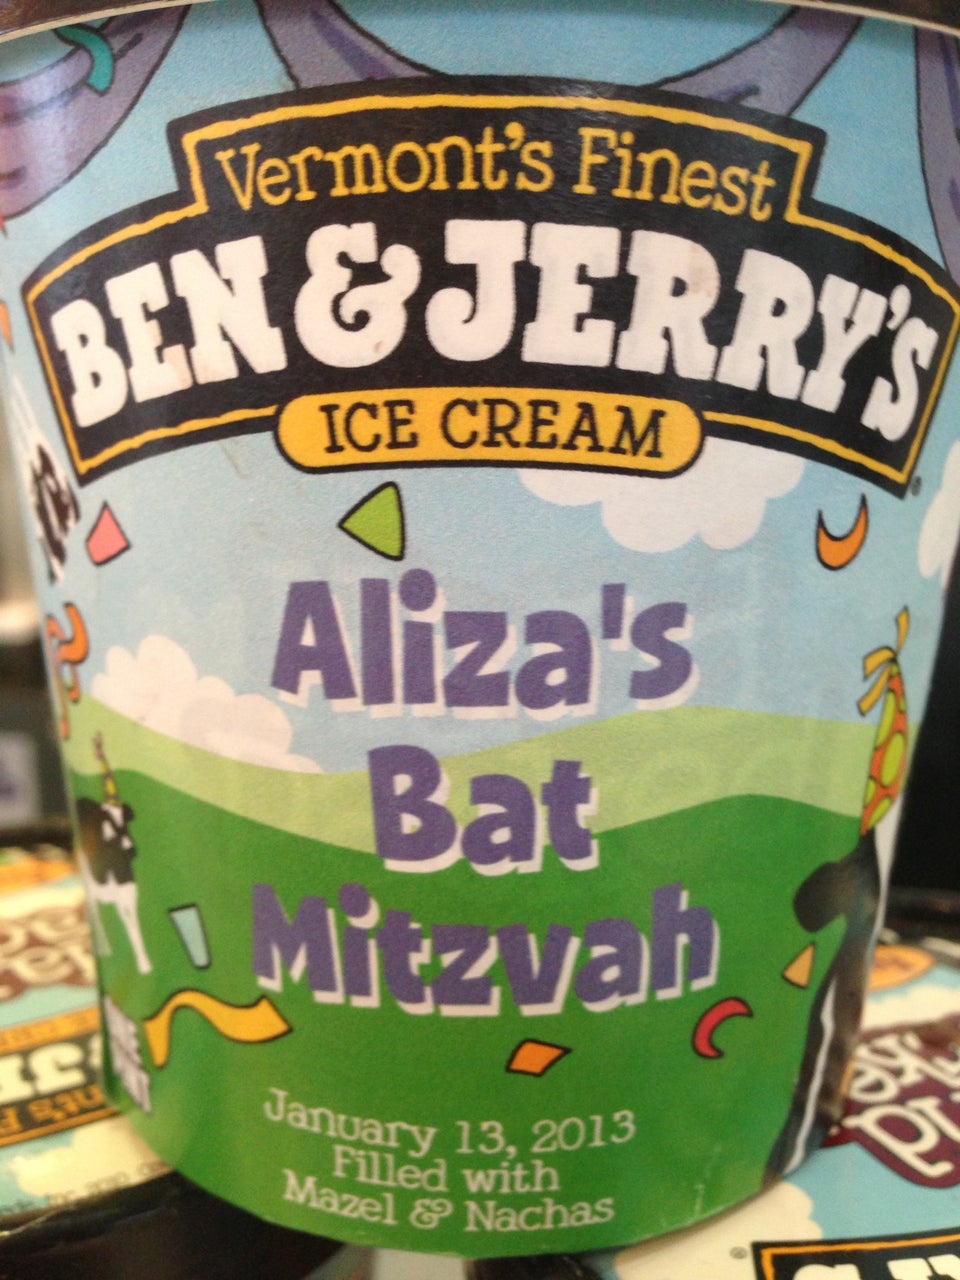 Vermont's Finest
BEN & JERRY'S
ICE CREAM
Aliza's
Bat
Mitzvah
January 13, 2013
Filled with
Mazel & Nachas